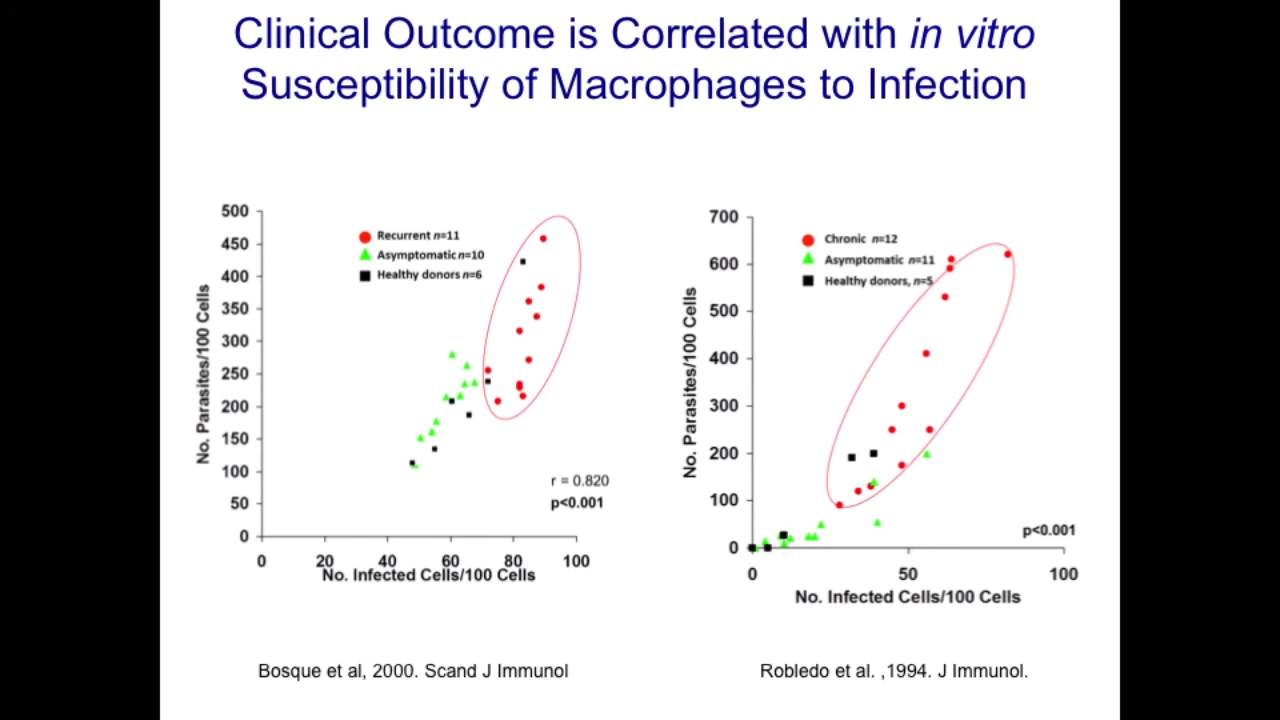 Clinical Outcome is Correlated with in vitro
Susceptibility of Macrophages to Infection
500
450
400
350
300
250
200
150
100
50
0
No. Parasites/100 Cells
Recurrent n=11
Asymptomatic n=10
Healthy donors n=6
r = 0.820
p<0.001
0 20 40 60 80 100
No. Infected Cells/100 Cells
Bosque et al, 2000. Scand J Immunol
700
600
500
400
300
200
100
0
No. Parasites/100 Cells
Chronic n=12
Asymptomatic n=11
Healthy donors, n=5
p<0.001
0 50 100
No. Infected Cells/100 Cells
Robledo et al. ,1994. J Immunol.